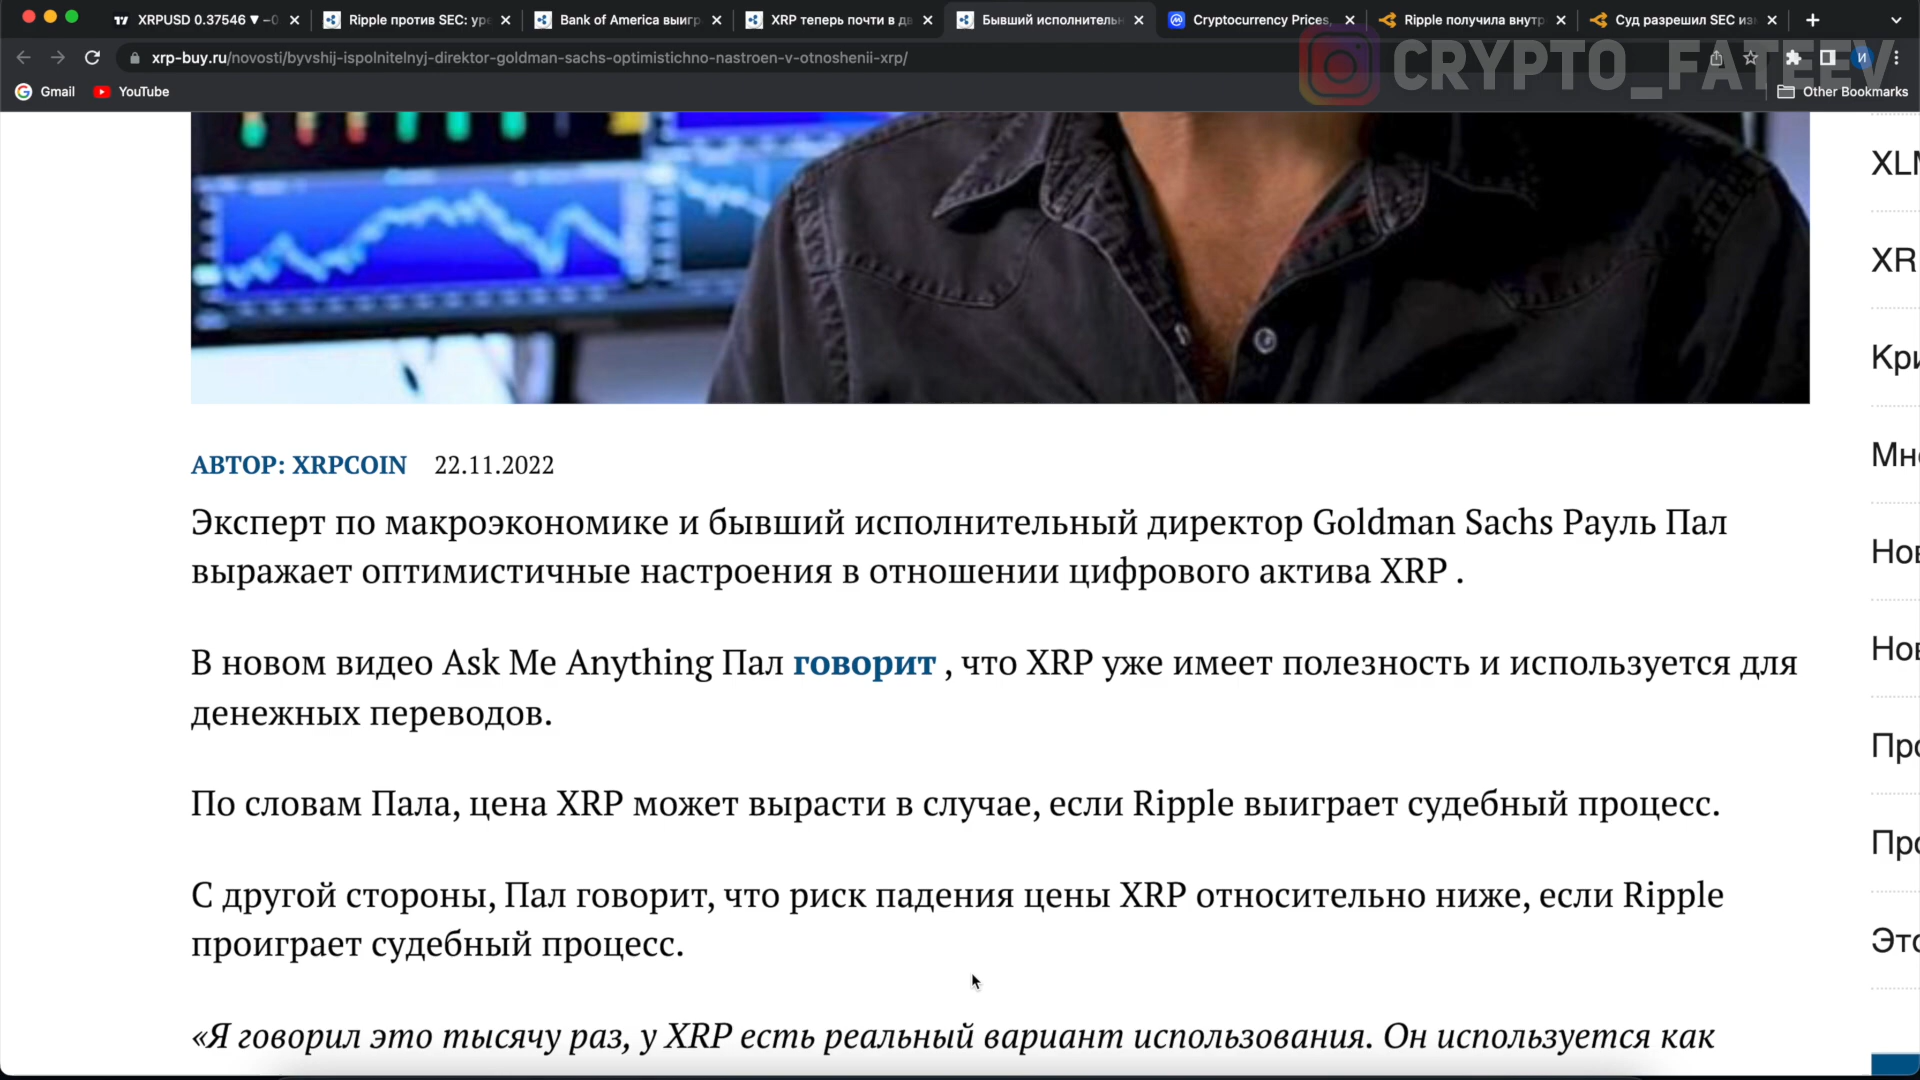 XRPUSD 0.37546 ▼ −0
Ripple против SEC: уре
Bank of America выигр
XRP теперь почти в дв
Бывший исполнительн
Cryptocurrency Prices,
Ripple получила внутр
Суд разрешил SEC из
xrp-buy.ru/novosti/byvshij-ispolnitelnyj-direktor-goldman-sachs-optimistichno-nastroen-v-otnoshenii-xrp/
CRYPTO_FATEEV
И
Gmail
YouTube
Other Bookmarks
АВТОР: XRPCOIN 22.11.2022
Эксперт по макроэкономике и бывший исполнительный директор Goldman Sachs Рауль Пал
выражает оптимистичные настроения в отношении цифрового актива XRP .
В новом видео Ask Me Anything Пал говорит , что XRP уже имеет полезность и используется для
денежных переводов.
По словам Пала, цена XRP может вырасти в случае, если Ripple выиграет судебный процесс.
С другой стороны, Пал говорит, что риск падения цены XRP относительно ниже, если Ripple
проиграет судебный процесс.
«Я говорил это тысячу раз, у XRP есть реальный вариант использования. Он используется как
XLM
XR
Кри
Мно
Нов
Нов
Про
Про
Это